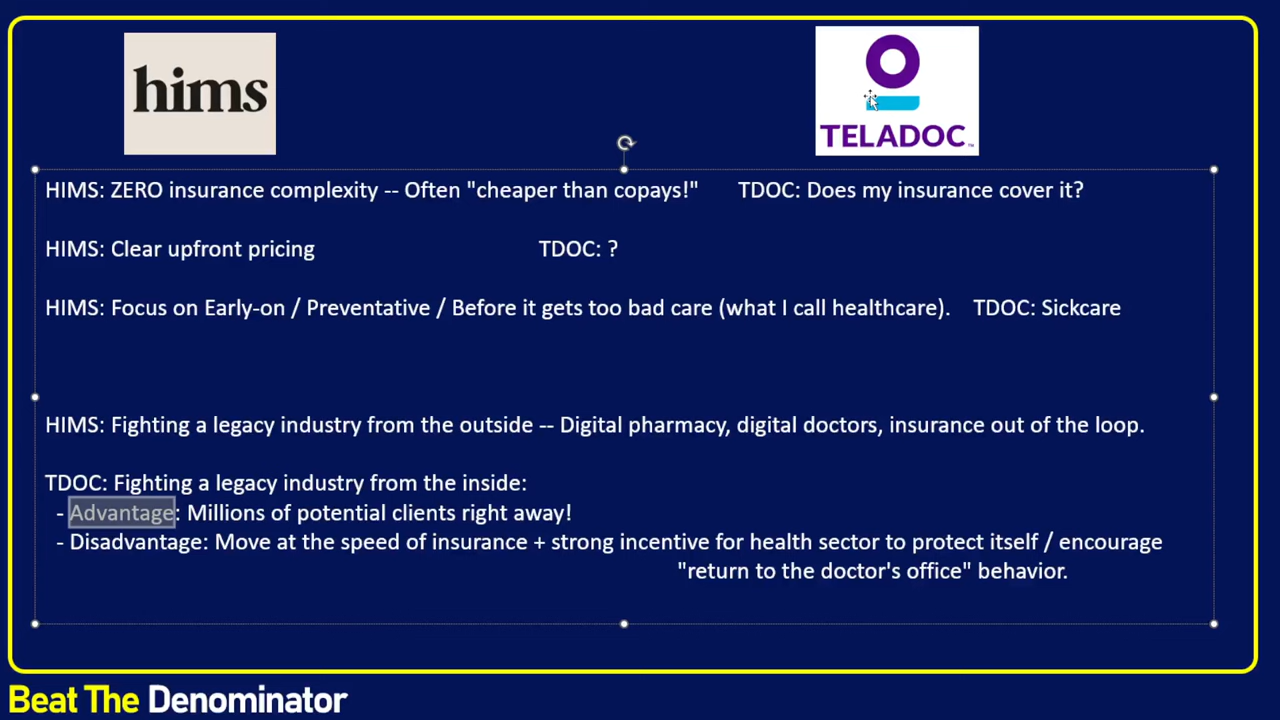 hims
TELADOC™
HIMS: ZERO insurance complexity -- Often "cheaper than copays!" TDOC: Does my insurance cover it?
HIMS: Clear upfront pricing TDOC: ?
HIMS: Focus on Early-on / Preventative / Before it gets too bad care (what I call healthcare). TDOC: Sickcare
HIMS: Fighting a legacy industry from the outside -- Digital pharmacy, digital doctors, insurance out of the loop.
TDOC: Fighting a legacy industry from the inside:
- Advantage: Millions of potential clients right away!
- Disadvantage: Move at the speed of insurance + strong incentive for health sector to protect itself / encourage
"return to the doctor's office" behavior.
Beat The Denominator